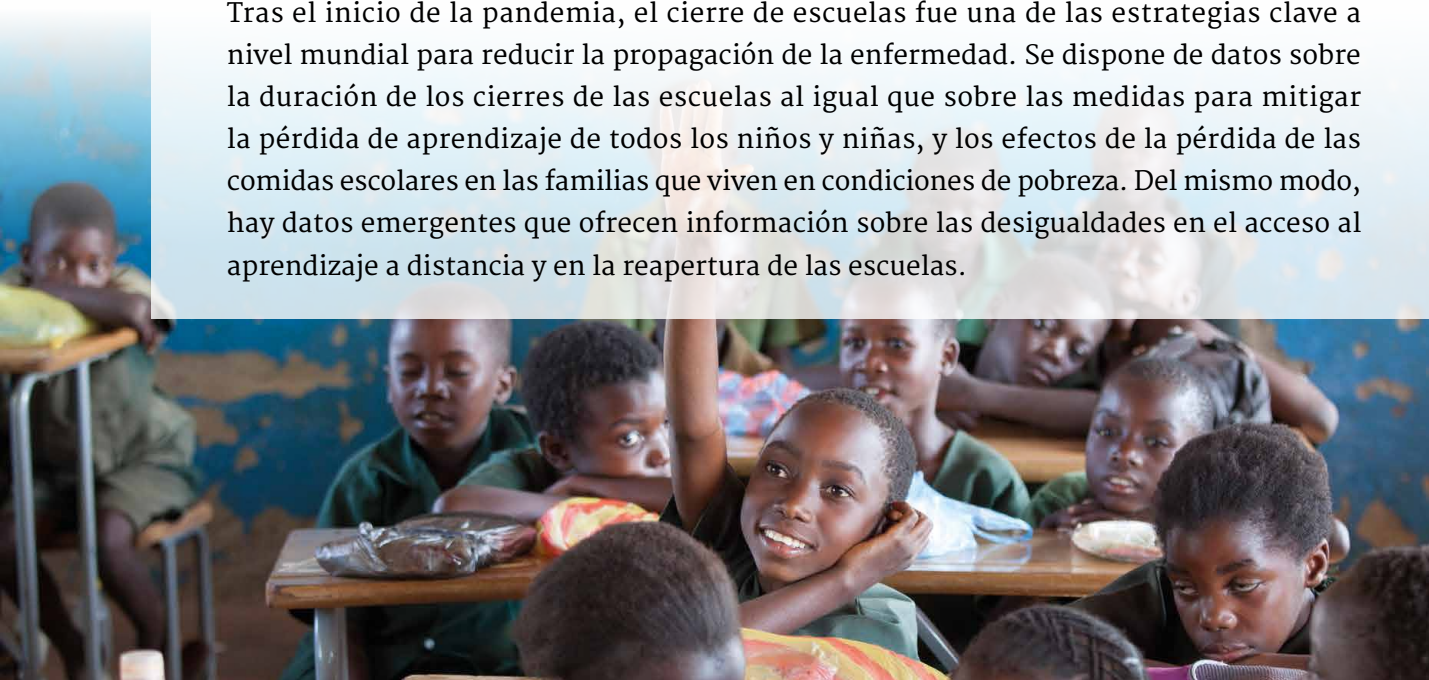 Tras el inicio de la pandemia, el cierre de escuelas fue una de las estrategias clave a
nivel mundial para reducir la propagación de la enfermedad. Se dispone de datos sobre
la duración de los cierres de las escuelas al igual que sobre las medidas para mitigar
la pérdida de aprendizaje de todos los niños y niñas, y los efectos de la pérdida de las
comidas escolares en las familias que viven en condiciones de pobreza. Del mismo modo,
hay datos emergentes que ofrecen información sobre las desigualdades en el acceso al
aprendizaje a distancia y en la reapertura de las escuelas.